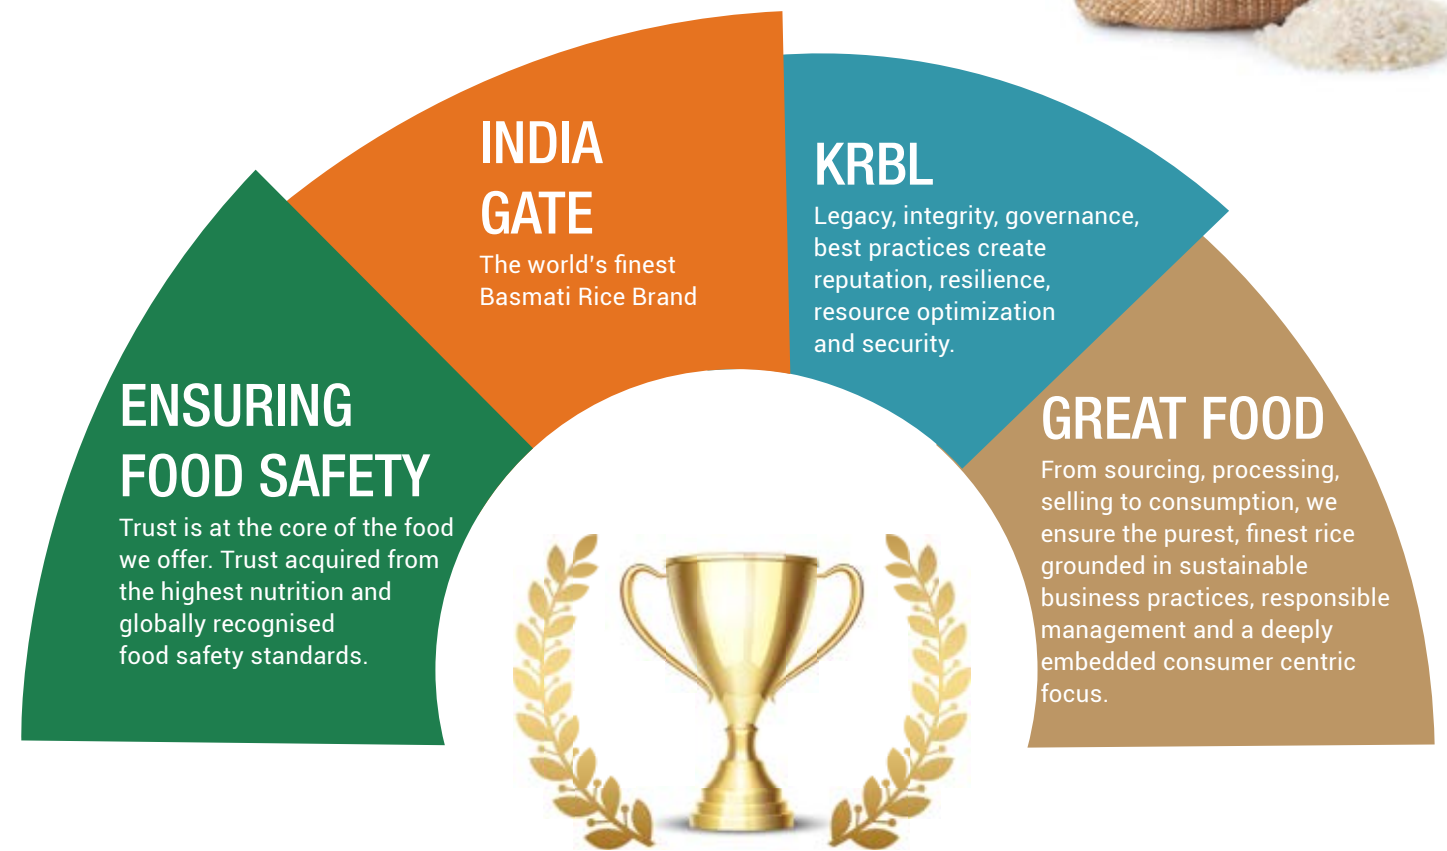 ENSURING
FOOD SAFETY
Trust is at the core of the food
we offer. Trust acquired from
the highest nutrition and
globally recognised
food safety standards.
INDIA
GATE
The world's finest
Basmati Rice Brand
KRBL
Legacy, integrity, governance,
best practices create
reputation, resilience,
resource optimization
and security.
GREAT FOOD
From sourcing, processing,
selling to consumption, we
ensure the purest, finest rice
grounded in sustainable
business practices, responsible
management and a deeply
embedded consumer centric
focus.